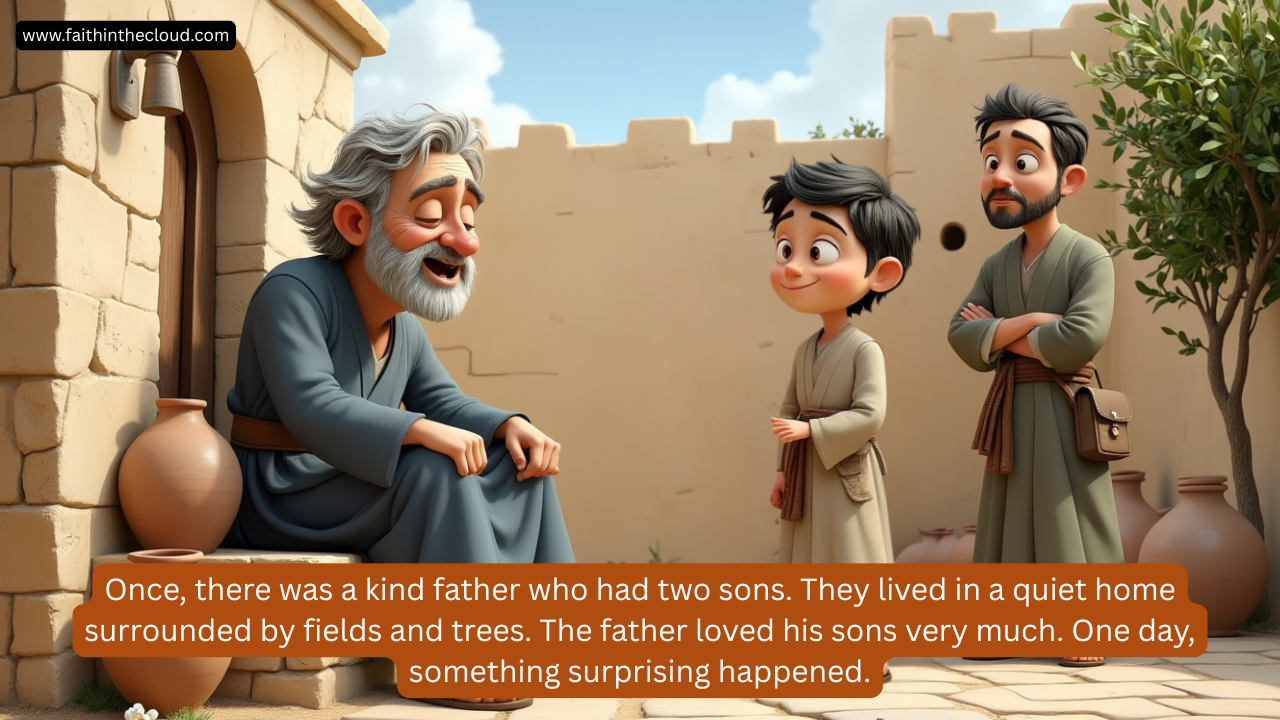 www.faithinthecloud.com
Once, there was a kind father who had two sons. They lived in a quiet home
surrounded by fields and trees. The father loved his sons very much. One day,
something surprising happened.